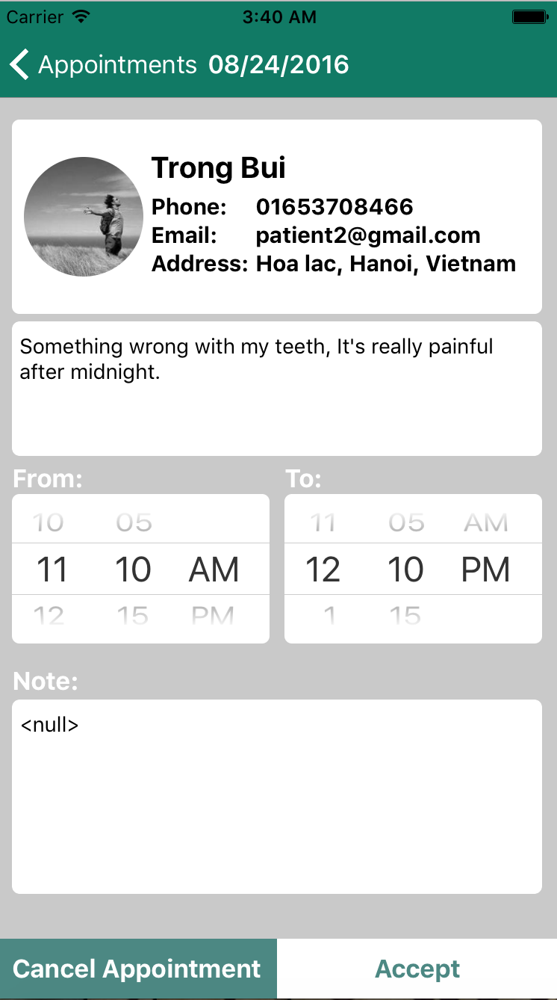 Carrier 3:40 AM
Appointments 08/24/2016
Trong Bui
Phone: 01653708466
Email: patient2@gmail.com
Address: Hoa lac, Hanoi, Vietnam
Something wrong with my teeth, It's really painful
after midnight.
From: To:
10 05 11 05 AM
11 10 AM 12 10 PM
12 15 PM 1 15
Note:
<null>
Cancel Appointment Accept